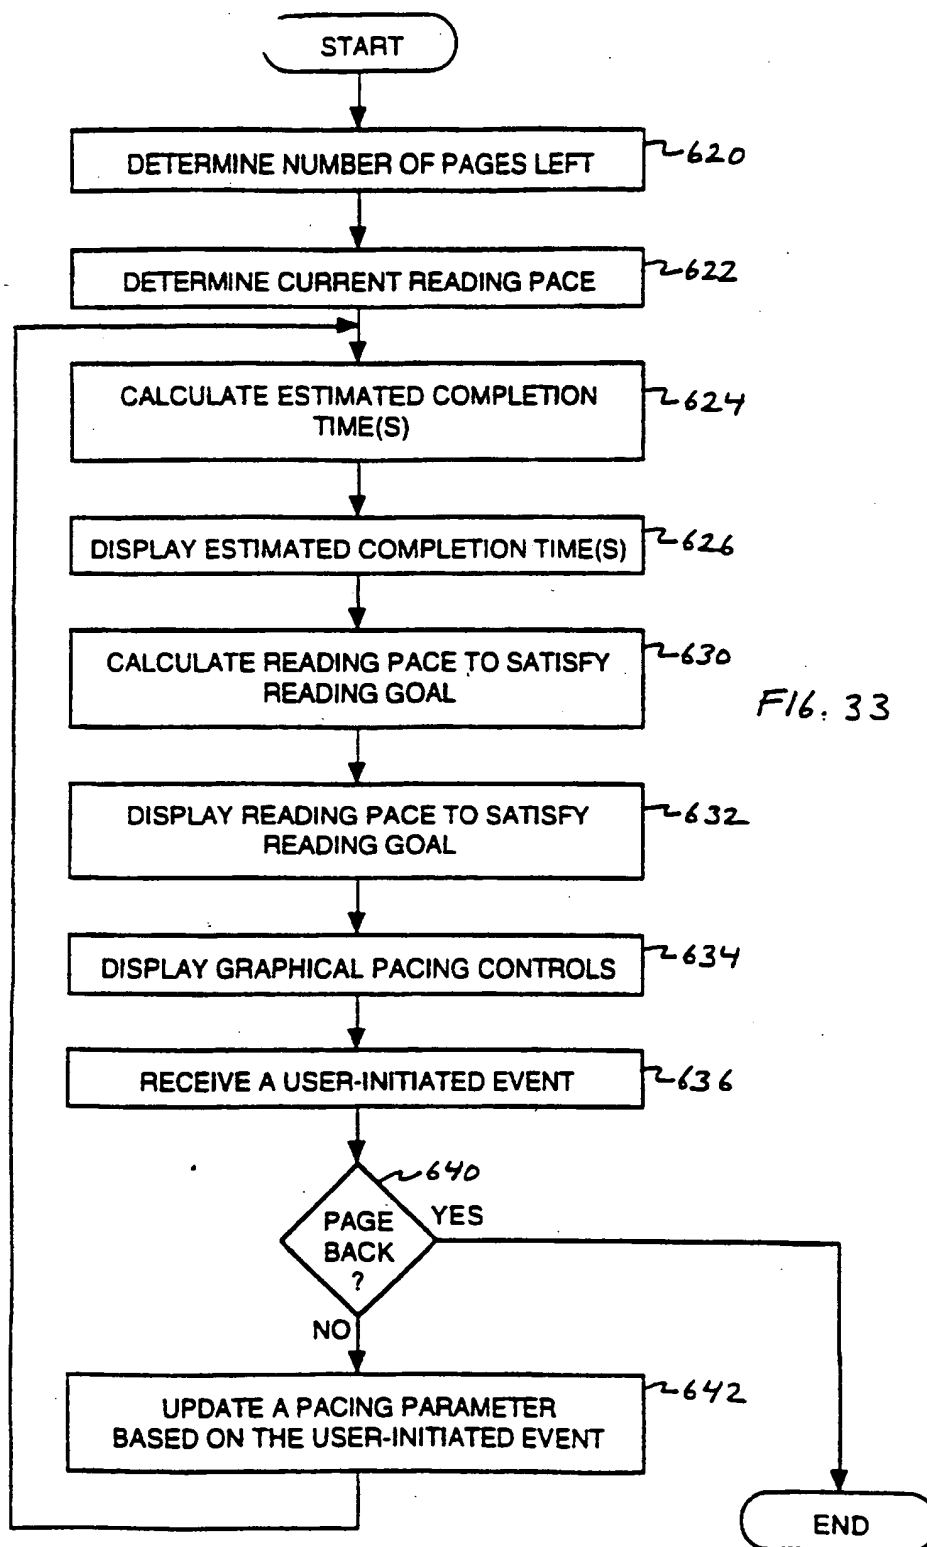 START
DETERMINE NUMBER OF PAGES LEFT
620
DETERMINE CURRENT READING PACE
622
CALCULATE ESTIMATED COMPLETION
TIME(S)
624
DISPLAY ESTIMATED COMPLETION TIME(S)
626
CALCULATE READING PACE TO SATISFY
READING GOAL
630
FIG. 33
DISPLAY READING PACE TO SATISFY
READING GOAL
632
DISPLAY GRAPHICAL PACING CONTROLS
634
RECEIVE A USER-INITIATED EVENT
636
640
PAGE
BACK
?
YES
NO
UPDATE A PACING PARAMETER
BASED ON THE USER-INITIATED EVENT
642
END